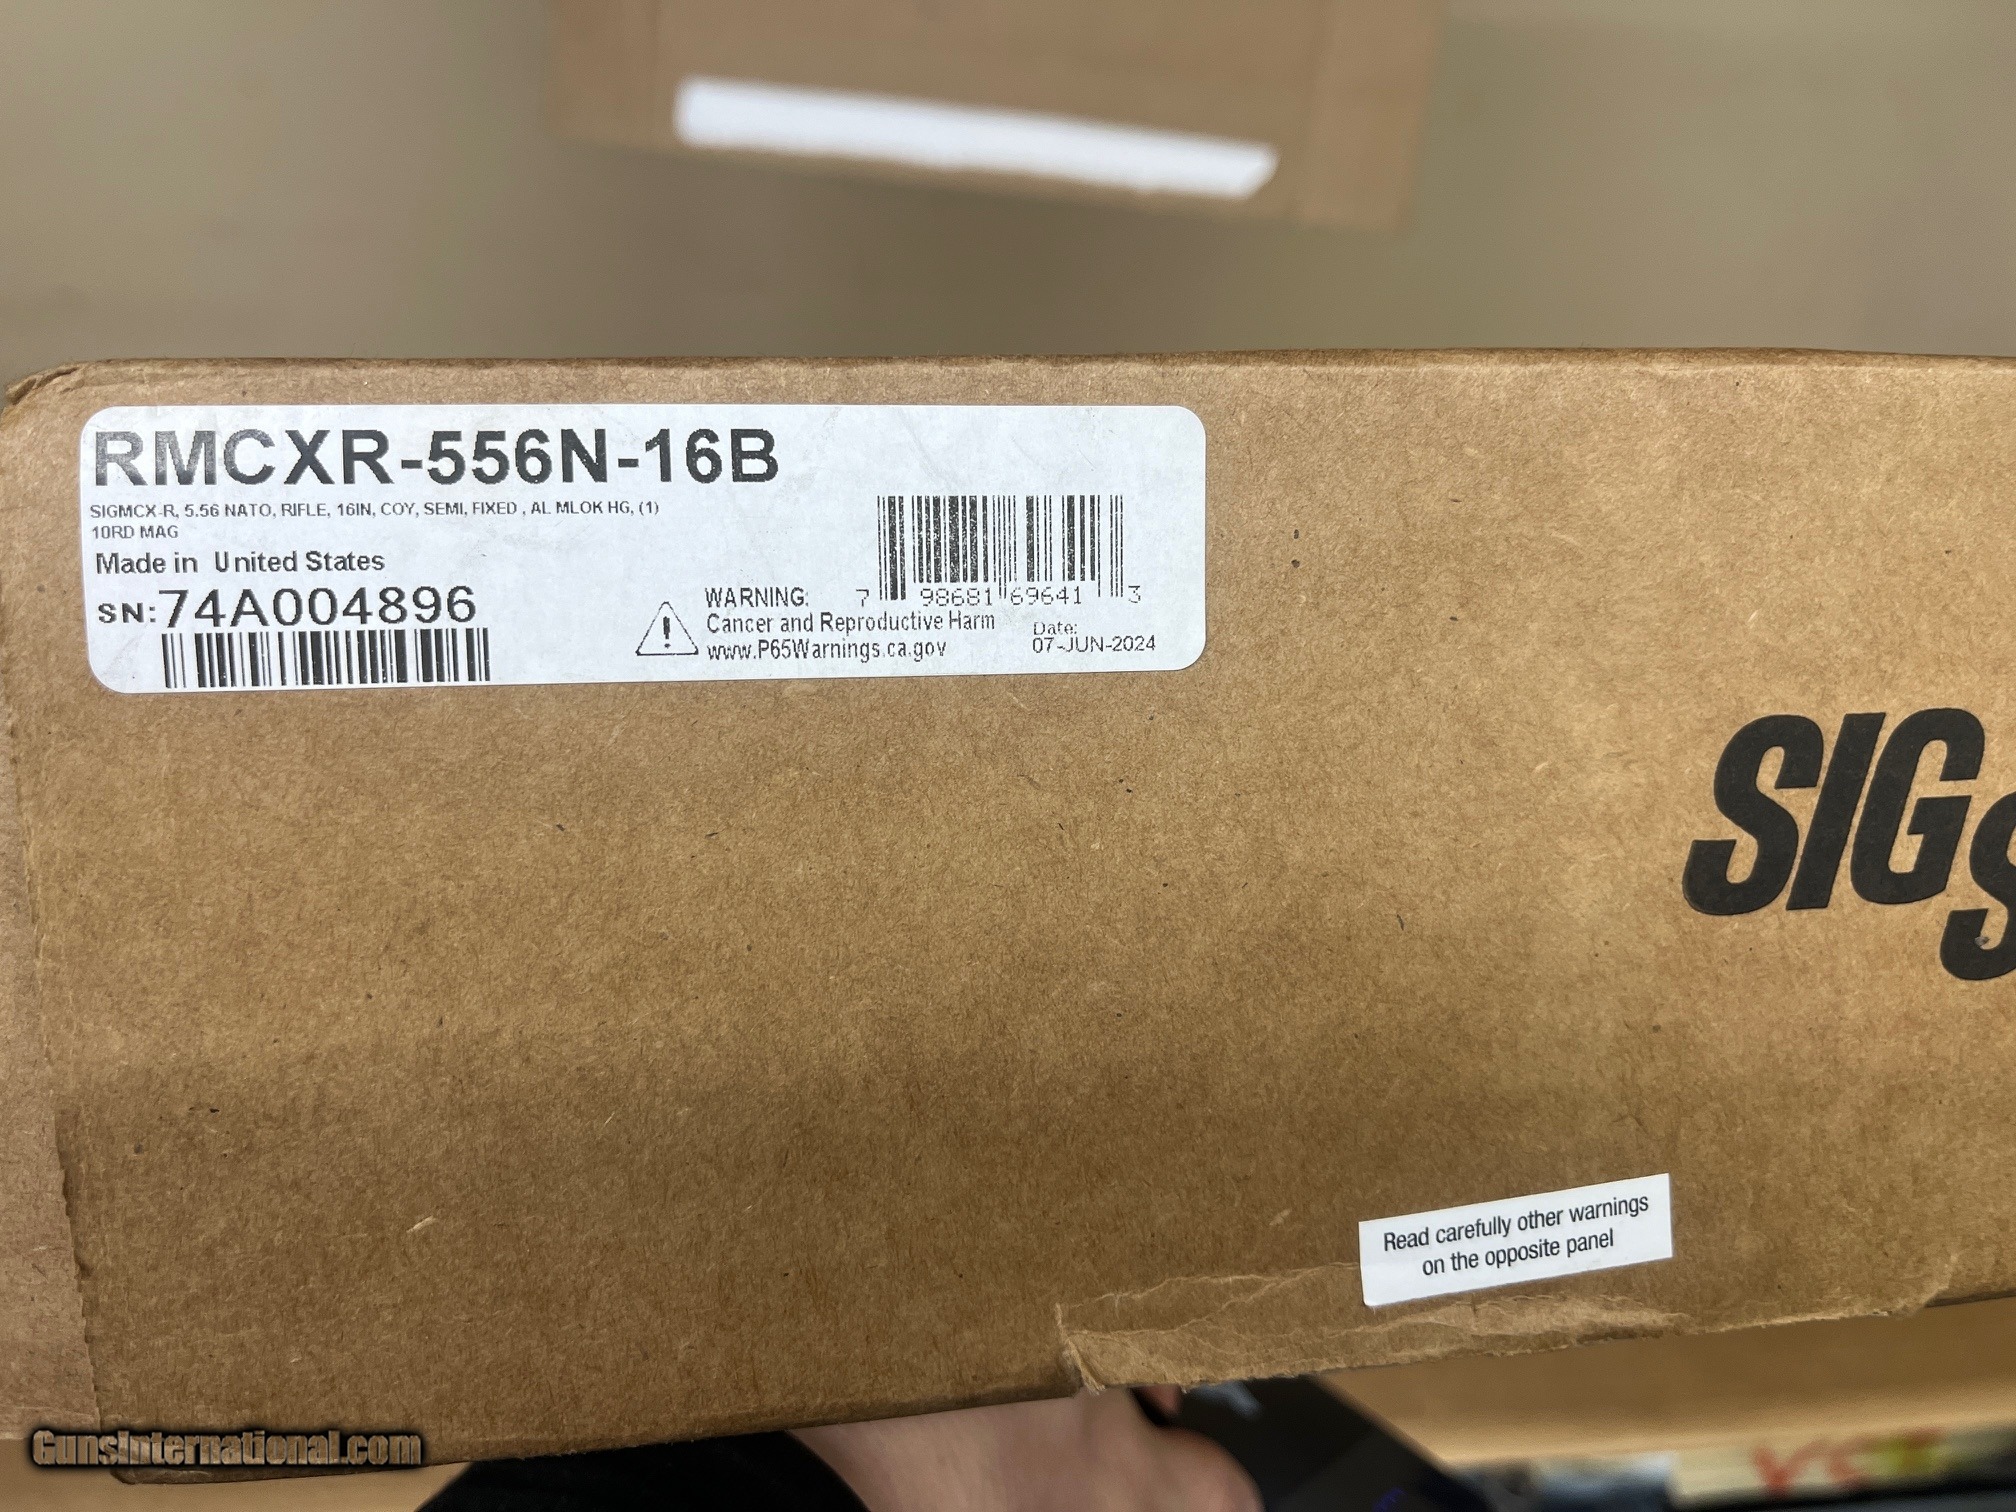 RMCXR-556N-16B
SIGMCX-R, 5.56 NATO, RIFLE, 16IN, COY, SEMI, FIXED , AL MLOK HG, (1)
10RD MAG
Made in United States
SN:74A004896
WARNING:
Cancer and Reproductive Harm
www.P65Warnings.ca.gov
7 98681 69641 3
Date:
07-JUN-2024
SIG
S
Read carefully other warnings
on the opposite panel
GunsInternational.com